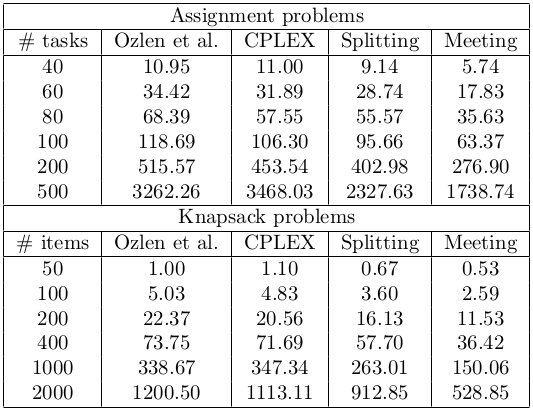 Assignment problems
# tasks Ozlen et al. CPLEX Splitting Meeting
40 10.95 11.00 9.14 5.74
60 34.42 31.89 28.74 17.83
80 68.39 57.55 55.57 35.63
100 118.69 106.30 95.66 63.37
200 515.57 453.54 402.98 276.90
500 3262.26 3468.03 2327.63 1738.74
Knapsack problems
# items Ozlen et al. CPLEX Splitting Meeting
50 1.00 1.10 0.67 0.53
100 5.03 4.83 3.60 2.59
200 22.37 20.56 16.13 11.53
400 73.75 71.69 57.70 36.42
1000 338.67 347.34 263.01 150.06
2000 1200.50 1113.11 912.85 528.85